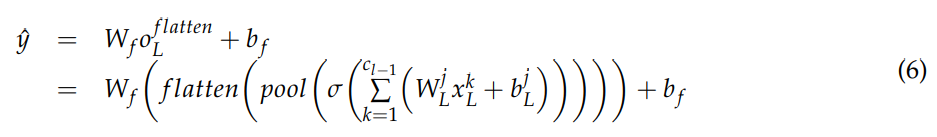 ŷ = W_f o_L^{flatten} + b_f
= W_f(flatten(pool(σ(∑_{k=1}^{c_{l-1}}(W_L^j x_L^k + b_L^j))))) + b_f (6)